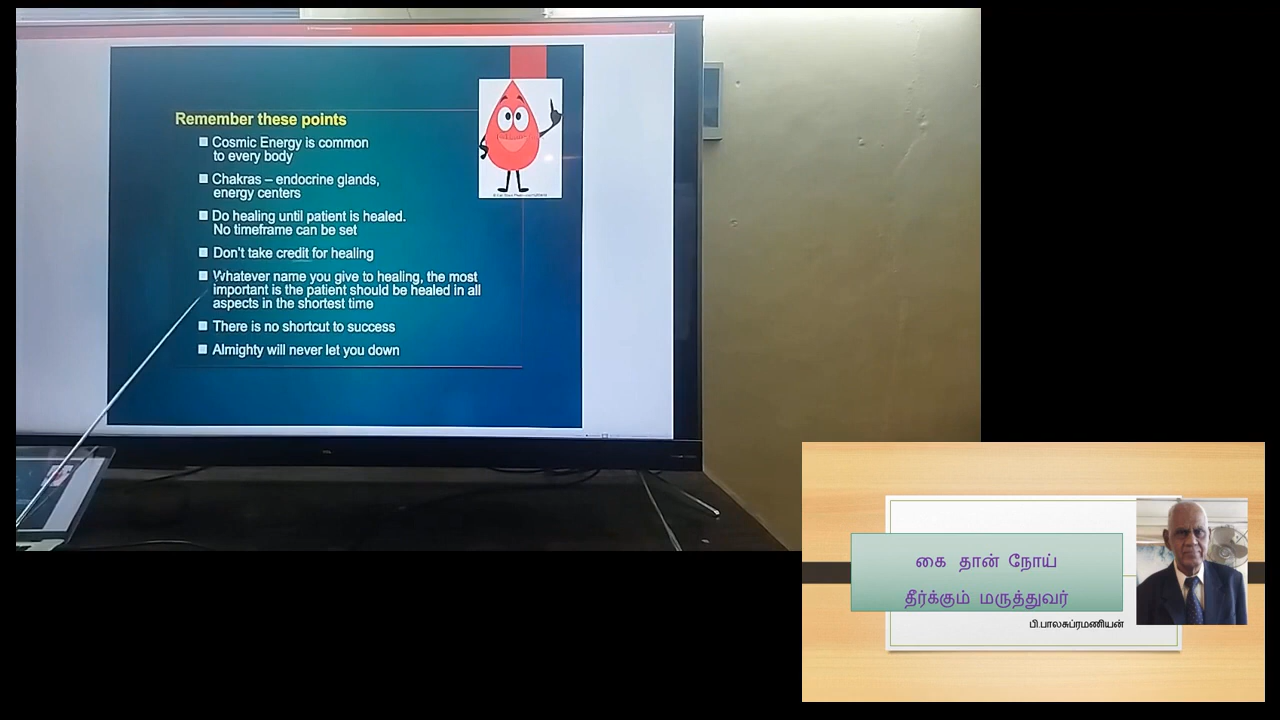 Remember these points
Cosmic Energy is common
to every body
Chakras – endocrine glands,
energy centers
Do healing until patient is healed.
No timeframe can be set
Don't take credit for healing
Whatever name you give to healing, the most
important is the patient should be healed in all
aspects in the shortest time
There is no shortcut to success
Almighty will never let you down
கை தான் நோய்
தீர்க்கும் மருத்துவர்
பி.பாலசுப்ரமணியன்